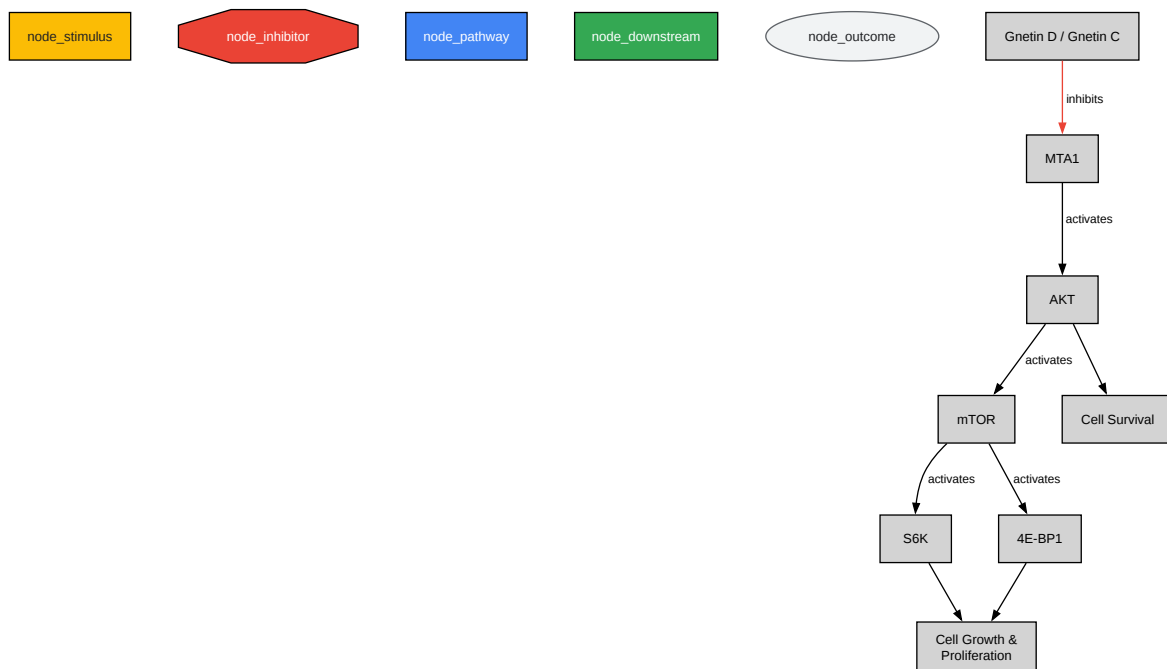 node_stimulus
node_inhibitor
node_pathway
node_downstream
node_outcome
Gnetin D / Gnetin C
inhibits
MTA1
activates
AKT
activates
mTOR
Cell Survival
activates
activates
S6K
4E-BP1
Cell Growth &
Proliferation